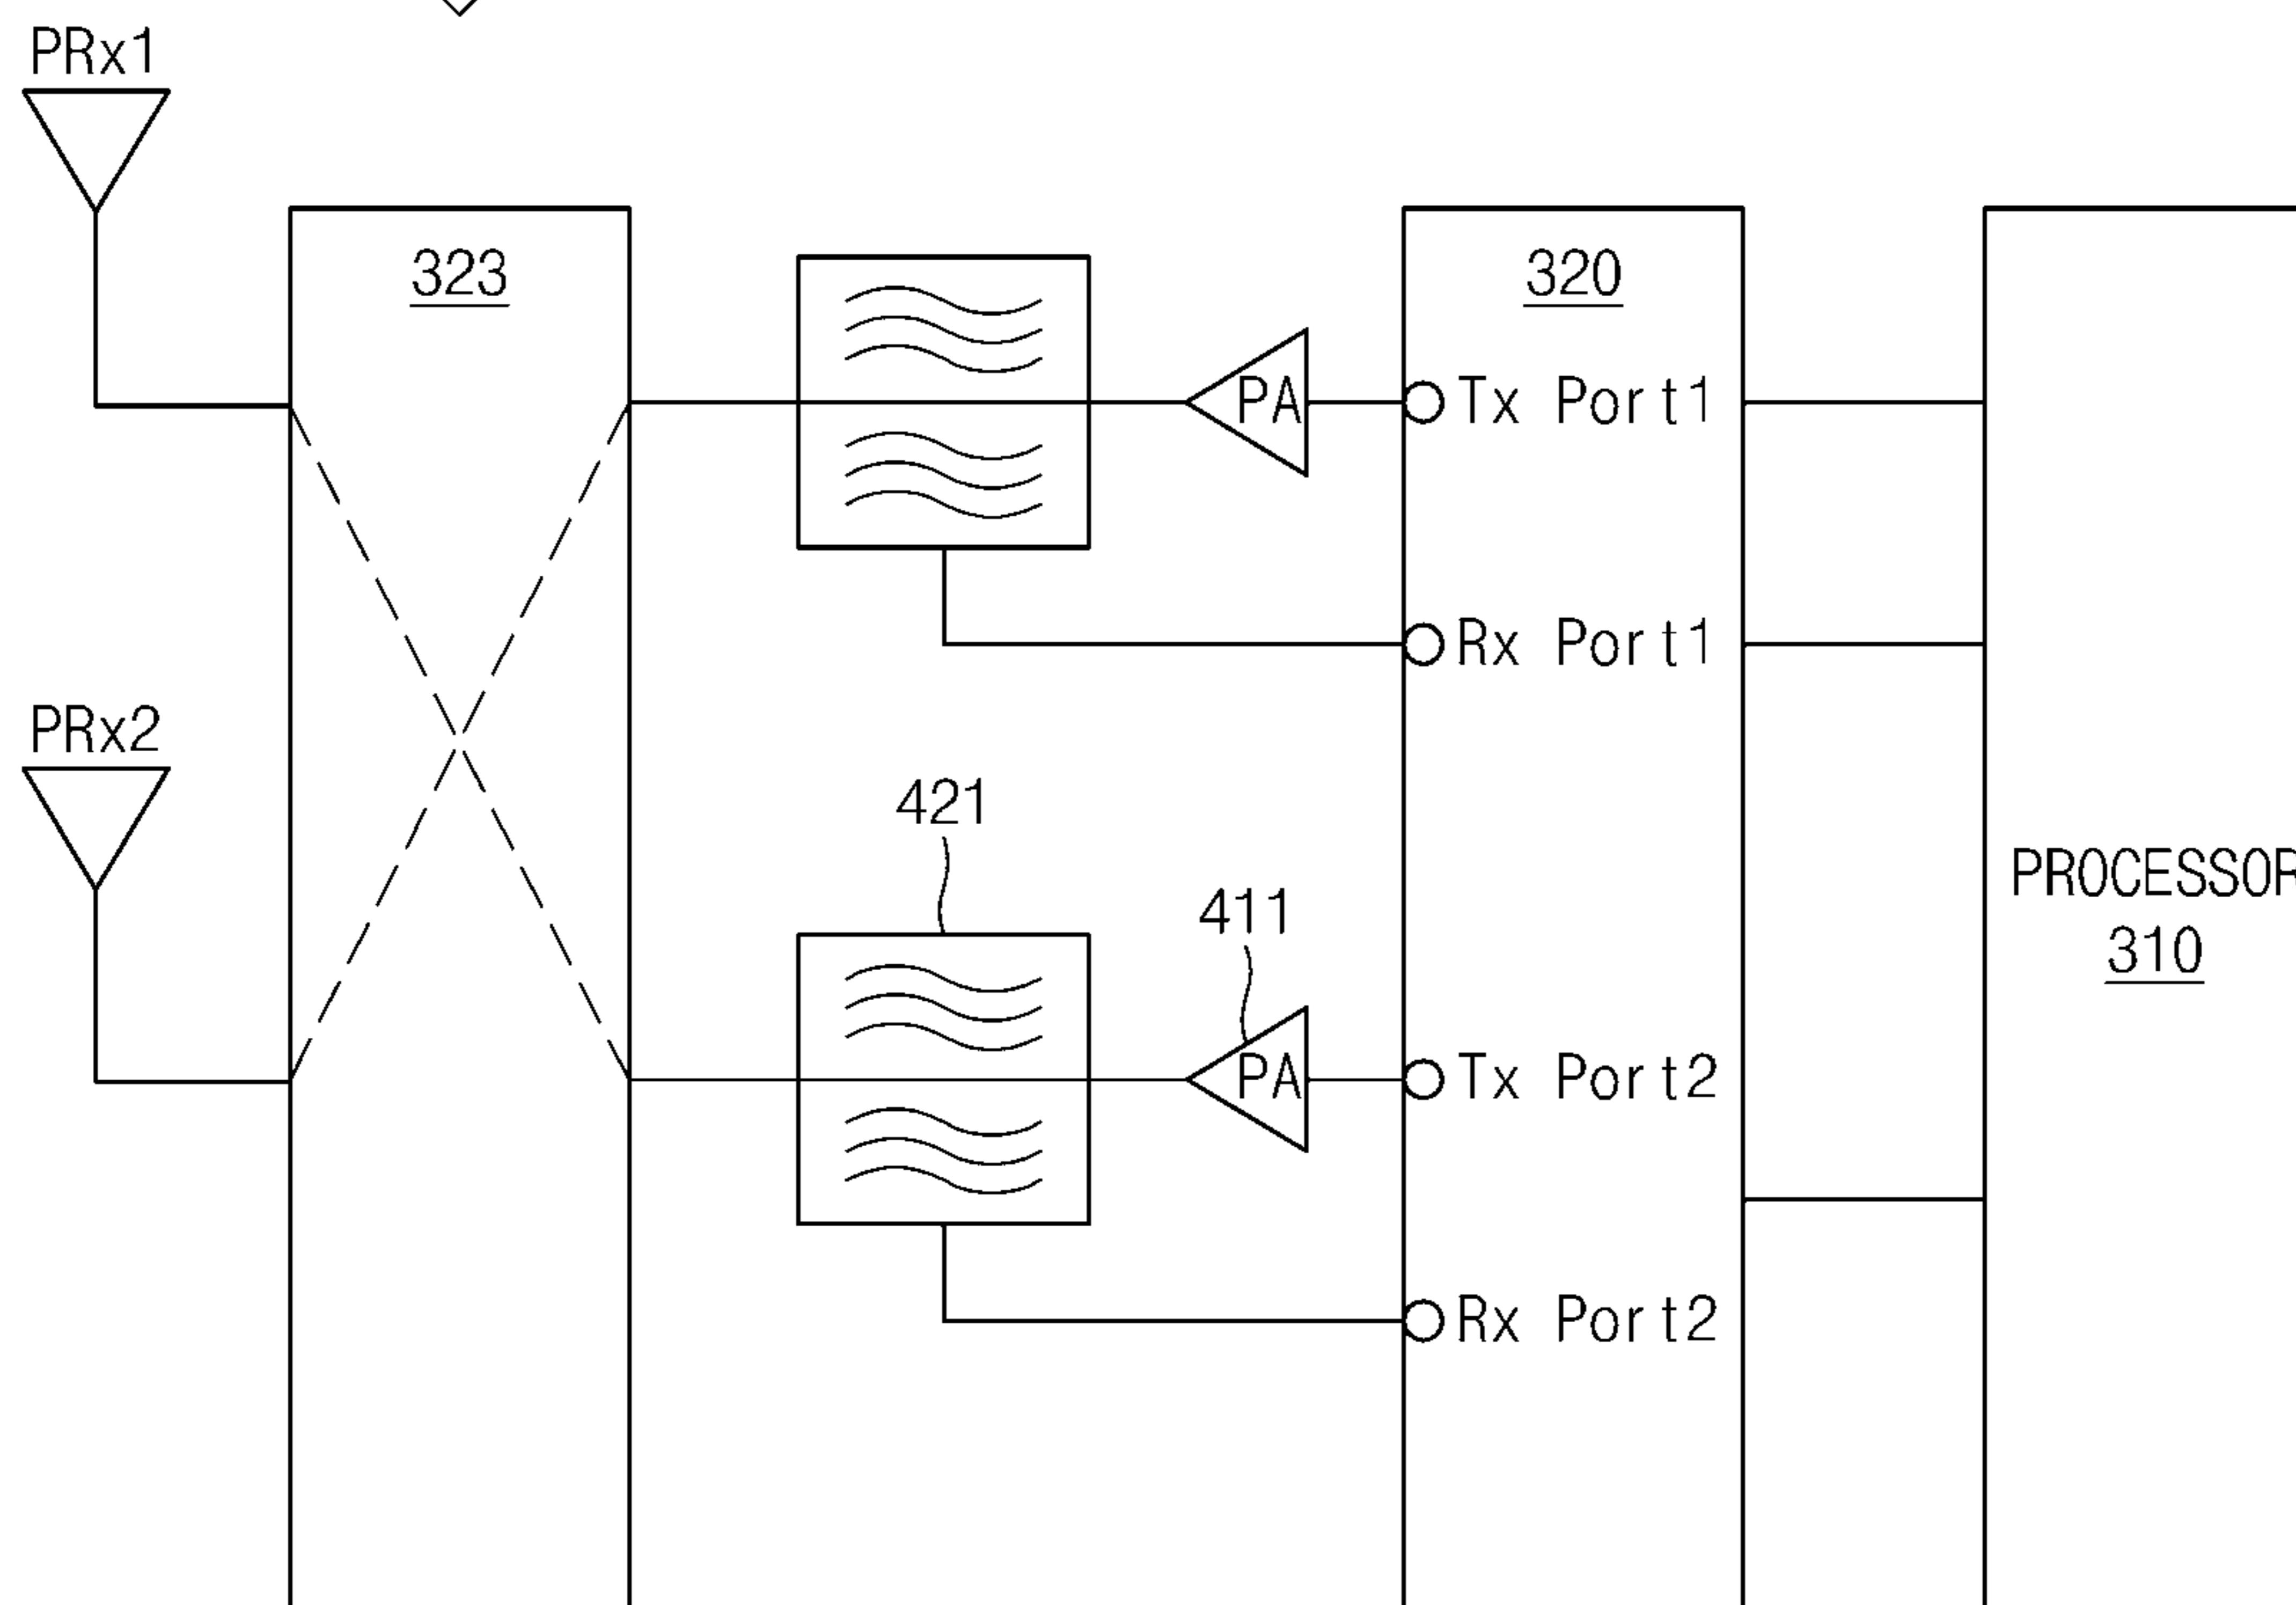 PRx1
323
320
PA
Tx Port1
Rx Port1
PRx2
421
411
PROCESSOR
310
PA
Tx Port2
Rx Port2